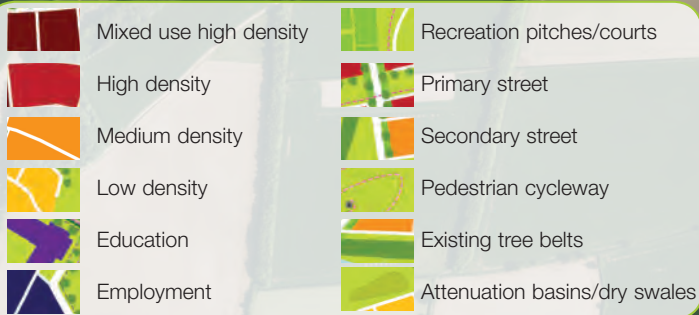 Mixed use high density
High density
Medium density
Low density
Education
Employment
Recreation pitches/courts
Primary street
Secondary street
Pedestrian cycleway
Existing tree belts
Attenuation basins/dry swales